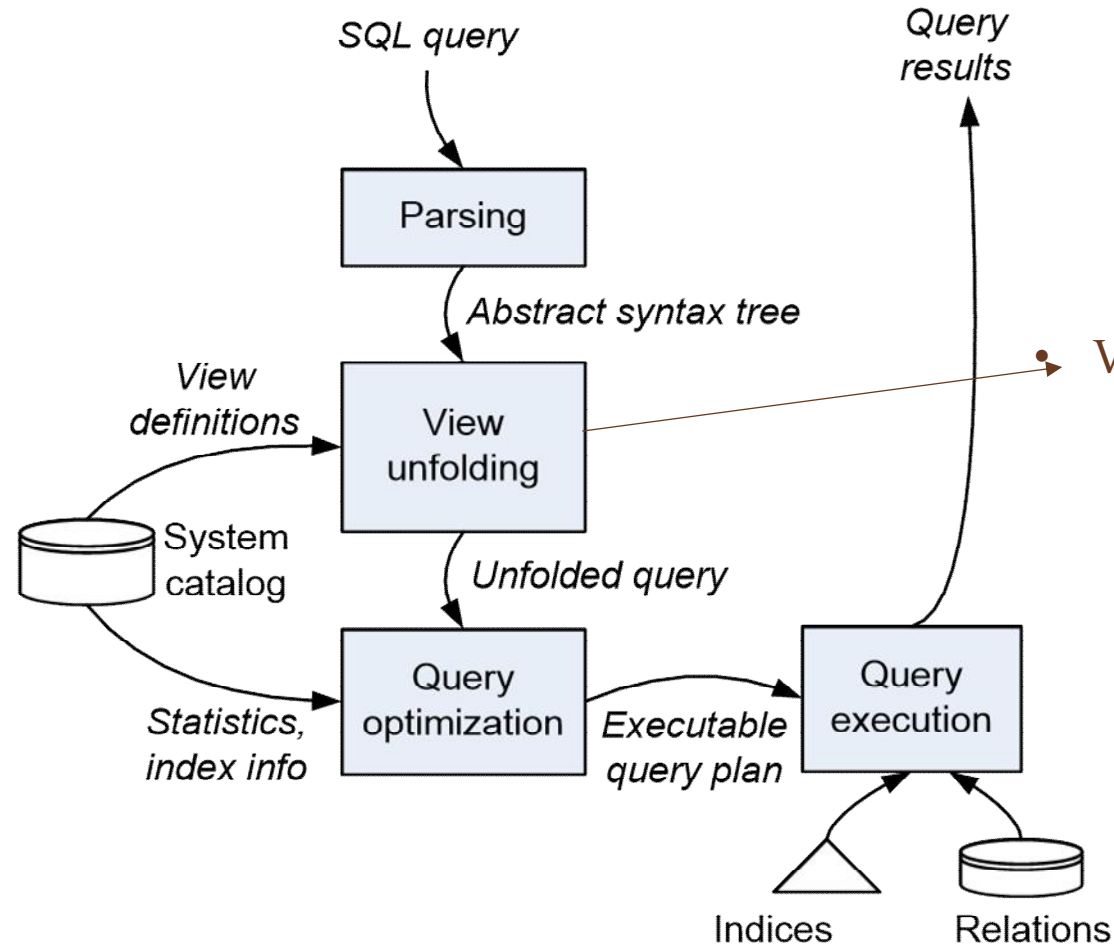 SQL query
Query
results
Parsing
Abstract syntax tree
View
definitions
View
unfolding
System
catalog
Unfolded query
Query
optimization
Statistics,
index info
Executable
query plan
Query
execution
Indices
Relations